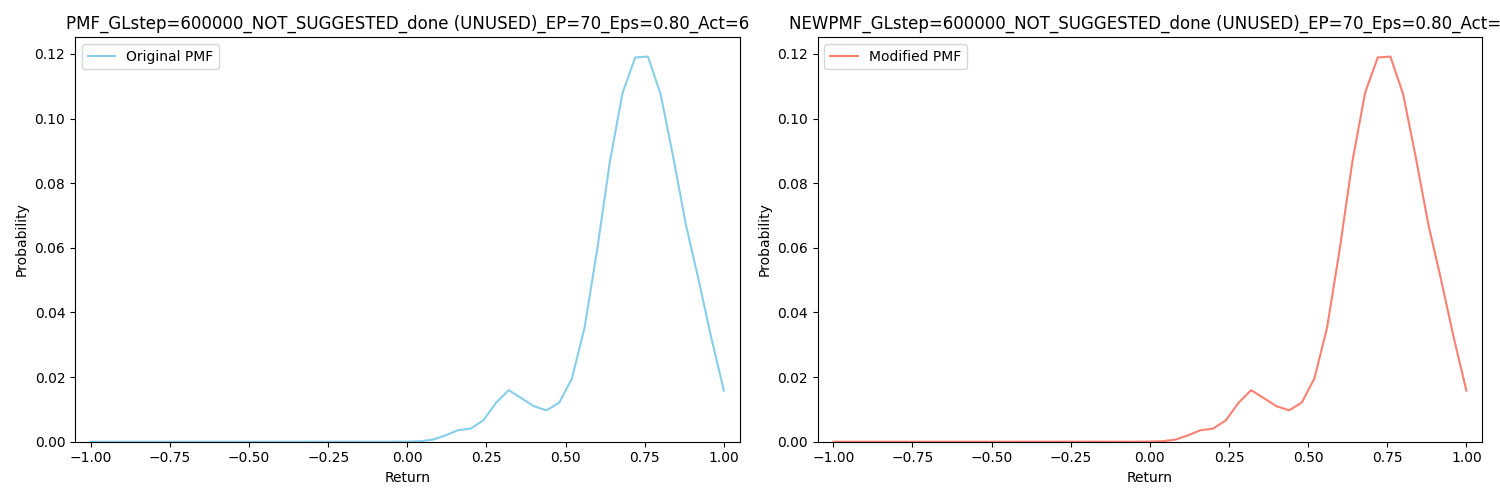 PMF_GLstep=600000_NOT_SUGGESTED_done (UNUSED)_EP=70_Eps=0.80_Act=6
Original PMF
Probability
0.12
0.10
0.08
0.06
0.04
0.02
0.00
−1.00 −0.75 −0.50 −0.25 0.00 0.25 0.50 0.75 1.00
Return
NEWPMF_GLstep=600000_NOT_SUGGESTED_done (UNUSED)_EP=70_Eps=0.80_Act=
Modified PMF
Probability
0.12
0.10
0.08
0.06
0.04
0.02
0.00
−1.00 −0.75 −0.50 −0.25 0.00 0.25 0.50 0.75 1.00
Return